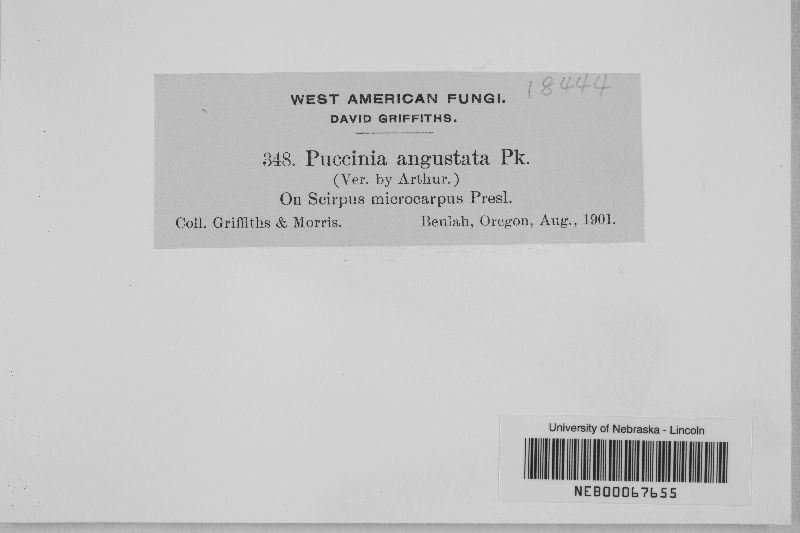 18444
WEST AMERICAN FUNGI.
DAVID GRIFFITHS.
348. Puccinia angustata Pk.
(Ver. by Arthur.)
On Scirpus microcarpus Presl.
Coll. Griffiths & Morris. Beulah, Oregon, Aug., 1901.
University of Nebraska - Lincoln
NEB00067655